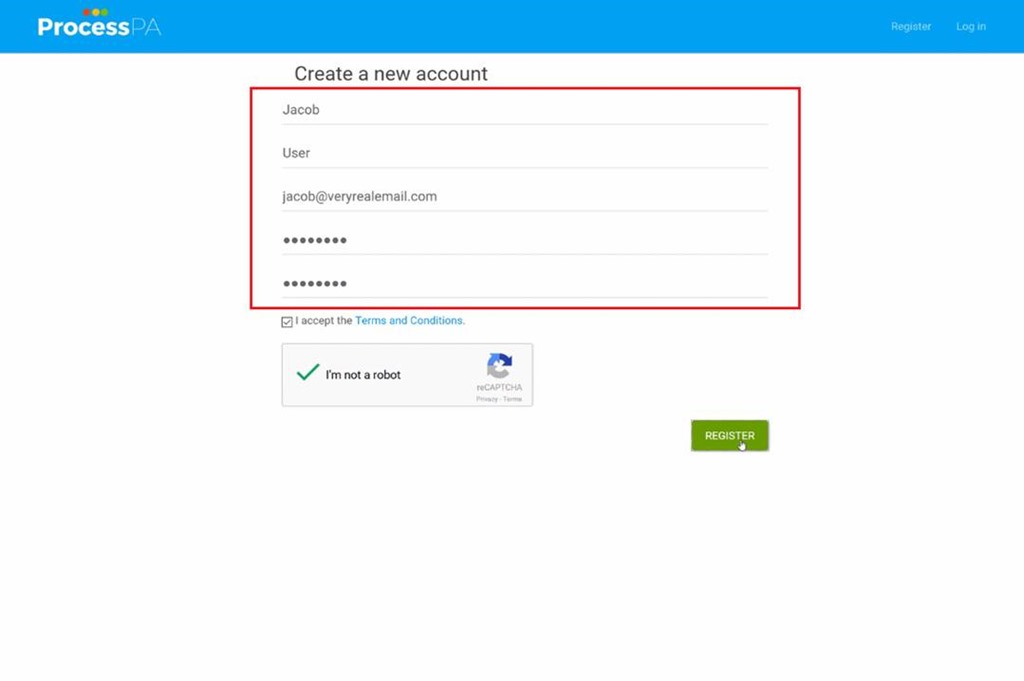 ProcessPA
Register Log in
Create a new account
Jacob
User
jacob@veryrealemail.com
••••••••
••••••••
I accept the Terms and Conditions.
I'm not a robot
reCAPTCHA
Privacy - Terms
REGISTER